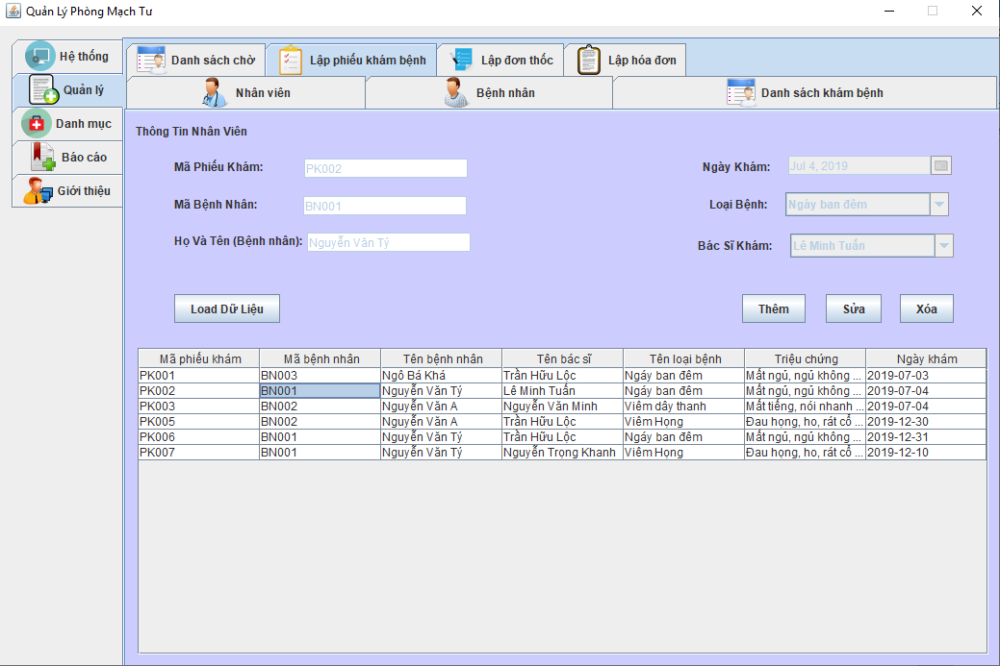 Quản Lý Phòng Mạch Tư
Hệ thống
Quản lý
Danh mục
Báo cáo
Giới thiệu
Danh sách chờ
Lập phiếu khám bệnh
Lập đơn thốc
Lập hóa đơn
Nhân viên
Bệnh nhân
Danh sách khám bệnh
Thông Tin Nhân Viên
Mã Phiếu Khám: PK002
Ngày Khám: Jul 4, 2019
Mã Bệnh Nhân: BN001
Loại Bệnh: Ngáy ban đêm
Họ Và Tên (Bệnh nhân): Nguyễn Văn Tý
Bác Sĩ Khám: Lê Minh Tuấn
Load Dữ Liệu
Thêm
Sửa
Xóa
Mã phiếu khám Mã bệnh nhân Tên bệnh nhân Tên bác sĩ Tên loại bệnh Triệu chứng Ngày khám
PK001 BN003 Ngô Bá Khá Trần Hữu Lộc Ngáy ban đêm Mất ngủ, ngủ không ... 2019-07-03
PK002 BN001 Nguyễn Văn Tý Lê Minh Tuấn Ngáy ban đêm Mất ngủ, ngủ không ... 2019-07-04
PK003 BN002 Nguyễn Văn A Nguyễn Văn Minh Viêm dây thanh Mất tiếng, nói nhanh ... 2019-07-04
PK005 BN002 Nguyễn Văn A Trần Hữu Lộc Viêm Họng Đau họng, ho, rát cổ ... 2019-12-30
PK006 BN001 Nguyễn Văn Tý Trần Hữu Lộc Ngáy ban đêm Mất ngủ, ngủ không ... 2019-12-31
PK007 BN001 Nguyễn Văn Tý Nguyễn Trọng Khanh Viêm Họng Đau họng, ho, rát cổ ... 2019-12-10